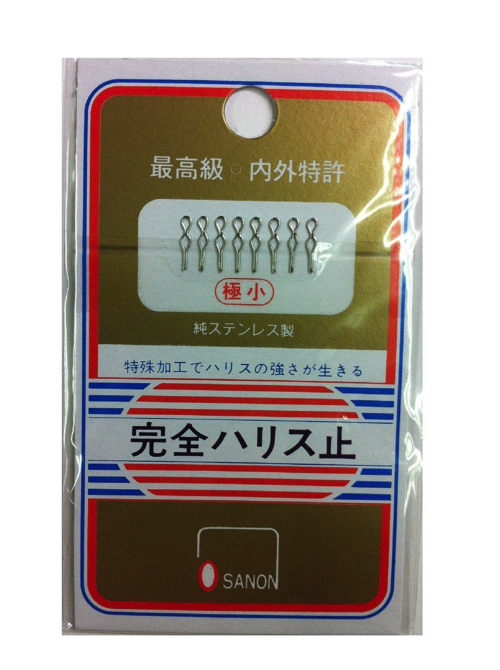 最高級○内外特許
極小
純ステンレス製
特殊加工でハリスの強さが生きる
完全ハリス止
SANON